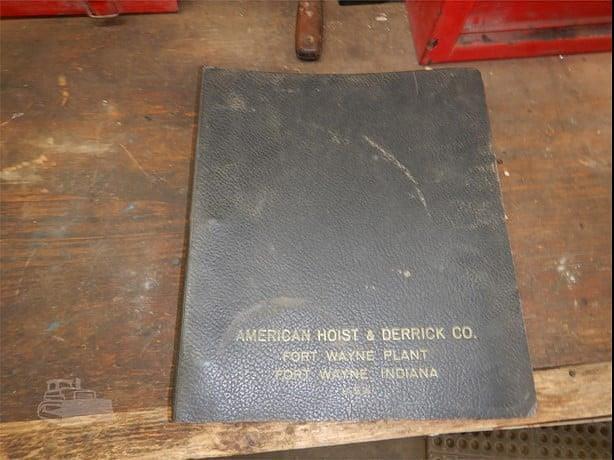 AMERICAN HOIST & DERRICK CO.
FORT WAYNE PLANT
FORT WAYNE, INDIANA